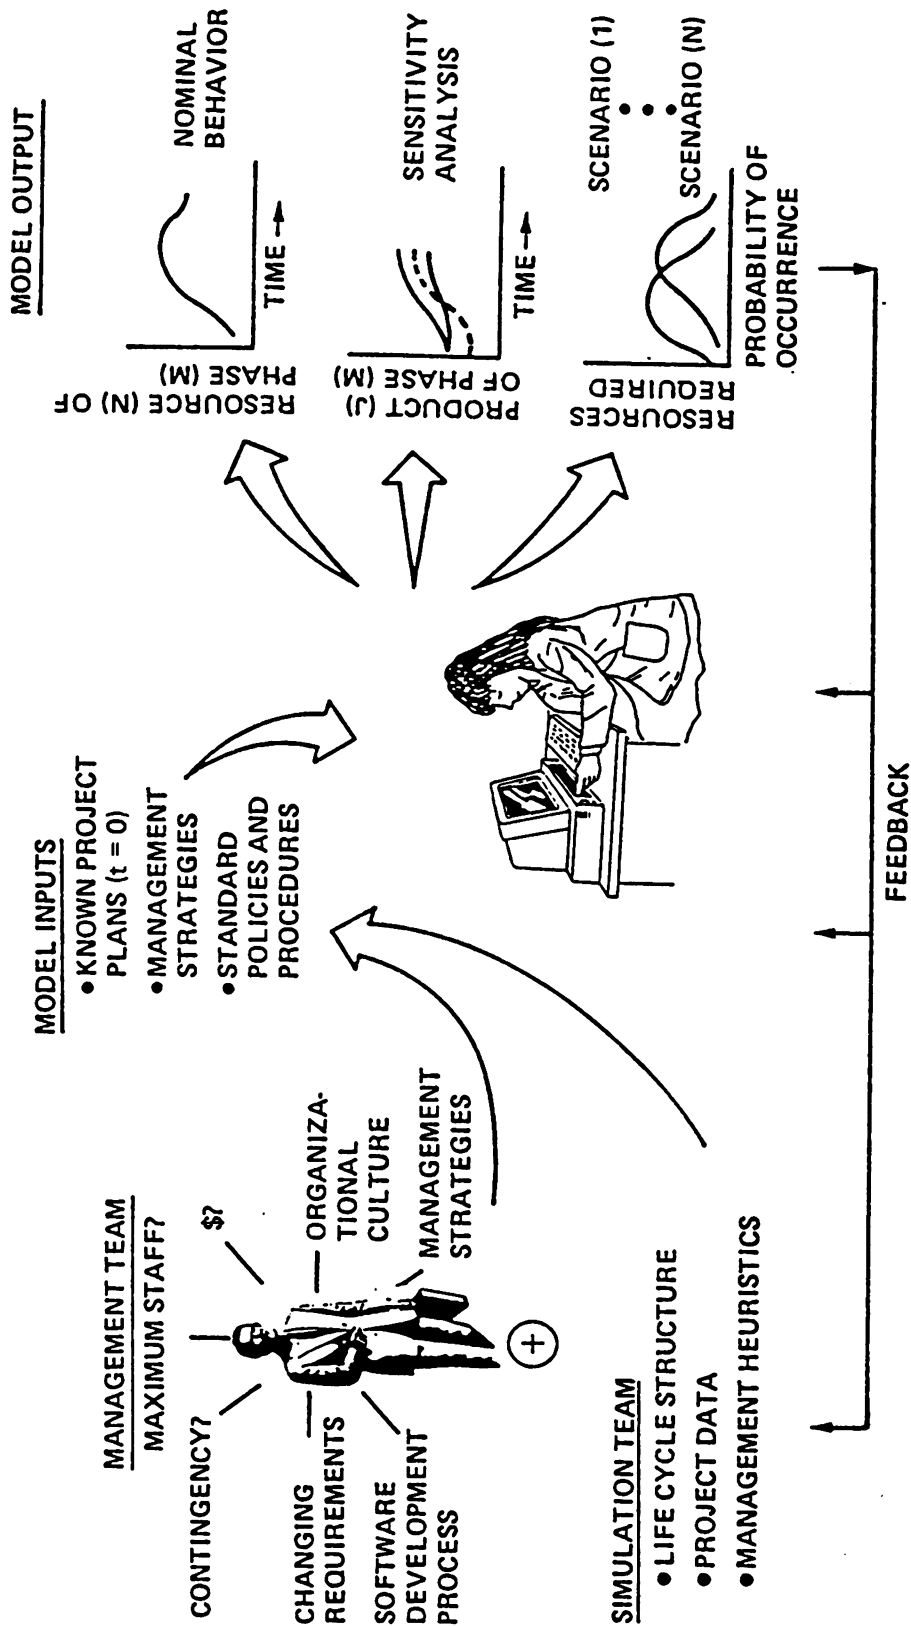 MANAGEMENT TEAM
MAXIMUM STAFF?
CONTINGENCY?
$?
CHANGING
REQUIREMENTS
ORGANIZA-
TIONAL
CULTURE
SOFTWARE
DEVELOPMENT
PROCESS
MANAGEMENT
STRATEGIES
+
SIMULATION TEAM
• LIFE CYCLE STRUCTURE
• PROJECT DATA
• MANAGEMENT HEURISTICS
MODEL INPUTS
• KNOWN PROJECT
PLANS (t = 0)
• MANAGEMENT
STRATEGIES
• STANDARD
POLICIES AND
PROCEDURES
MODEL OUTPUT
RESOURCE (N) OF
PHASE (M)
TIME
NOMINAL
BEHAVIOR
PRODUCT (J)
OF PHASE (M)
TIME
SENSITIVITY
ANALYSIS
RESOURCES
REQUIRED
PROBABILITY OF
OCCURRENCE
SCENARIO (1)
SCENARIO (N)
FEEDBACK